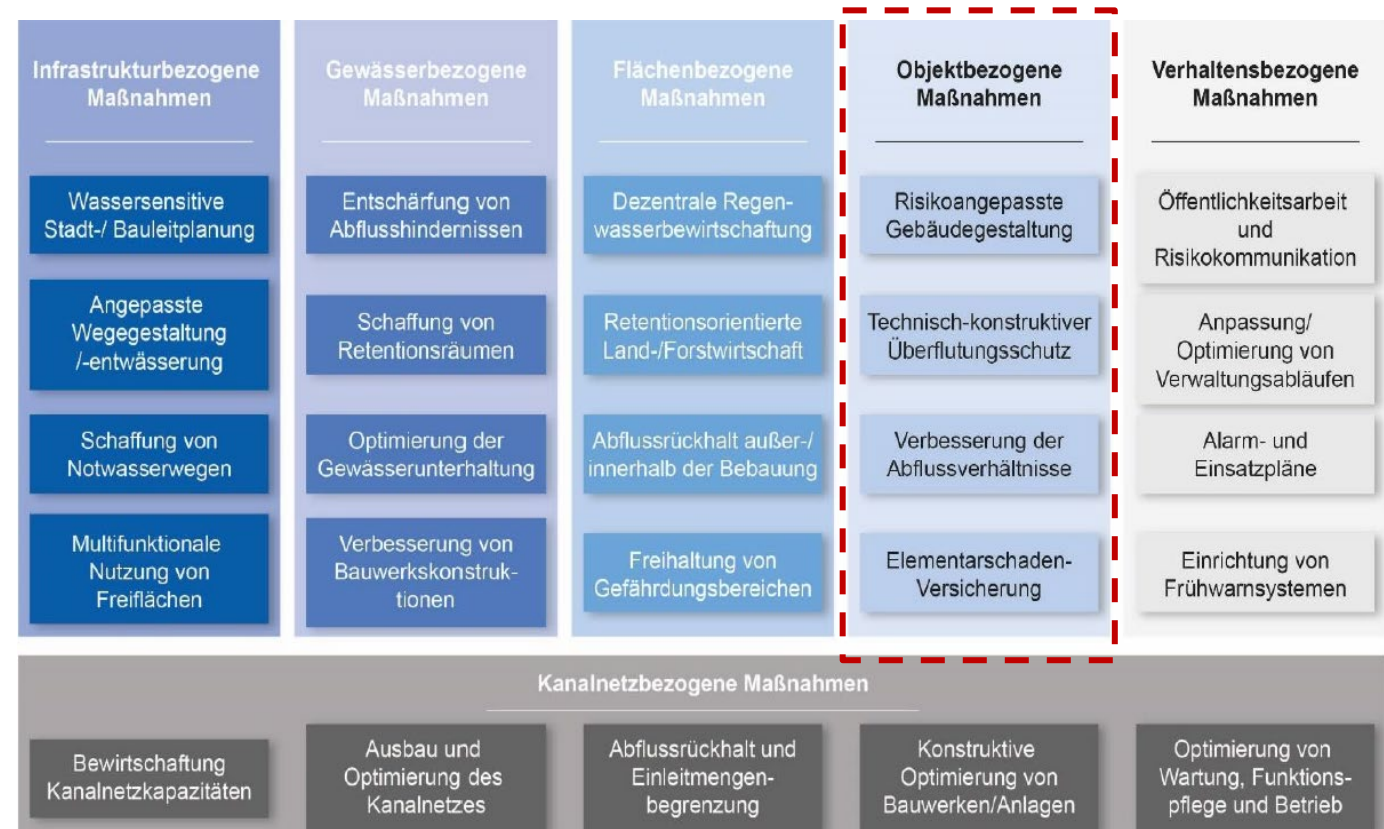 Infrastrukturbezogene
Maßnahmen
Wassersensitive
Stadt-/ Bauleitplanung
Angepasste
Wegegestaltung
/-entwässerung
Schaffung von
Notwasserwegen
Multifunktionale
Nutzung von
Freiflächen
Gewässerbezogene
Maßnahmen
Entschärfung von
Abflusshindernissen
Schaffung von
Retentionsräumen
Optimierung der
Gewässerunterhaltung
Verbesserung von
Bauwerkskonstruk-
tionen
Flächenbezogene
Maßnahmen
Dezentrale Regen-
wasserbewirtschaftung
Retentionsorientierte
Land-/Forstwirtschaft
Abflussrückhalt außer-/
innerhalb der Bebauung
Freihaltung von
Gefährdungsbereichen
Objektbezogene
Maßnahmen
Risikoangepasste
Gebäudegestaltung
Technisch-konstruktiver
Überflutungsschutz
Verbesserung der
Abflussverhältnisse
Elementarschaden-
Versicherung
Verhaltensbezogene
Maßnahmen
Öffentlichkeitsarbeit
und
Risikokommunikation
Anpassung/
Optimierung von
Verwaltungsabläufen
Alarm- und
Einsatzpläne
Einrichtung von
Frühwarnsystemen
Kanalnetzbezogene Maßnahmen
Bewirtschaftung
Kanalnetzkapazitäten
Ausbau und
Optimierung des
Kanalnetzes
Abflussrückhalt und
Einleitmengen-
begrenzung
Konstruktive
Optimierung von
Bauwerken/Anlagen
Optimierung von
Wartung, Funktions-
pflege und Betrieb